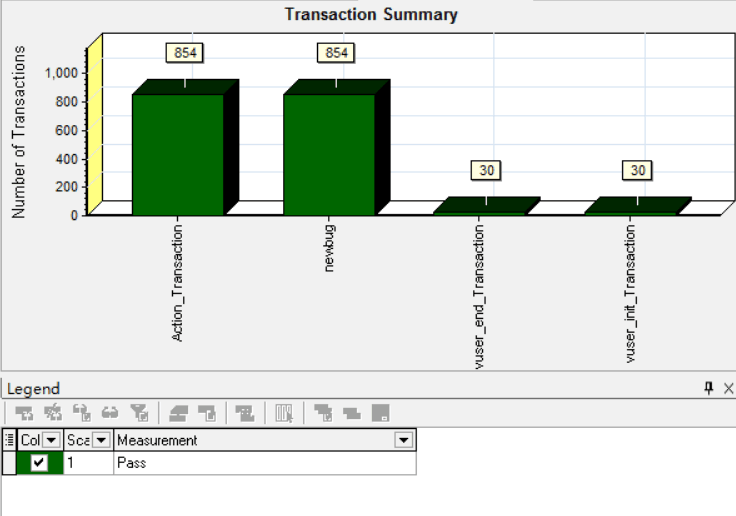 Transaction Summary
Number of Transactions
1,000
800
600
400
200
0
854
854
30
30
Action_Transaction
newbug
vuser_end_Transaction
vuser_init_Transaction
Legend
Col Sca Measurement
1 Pass